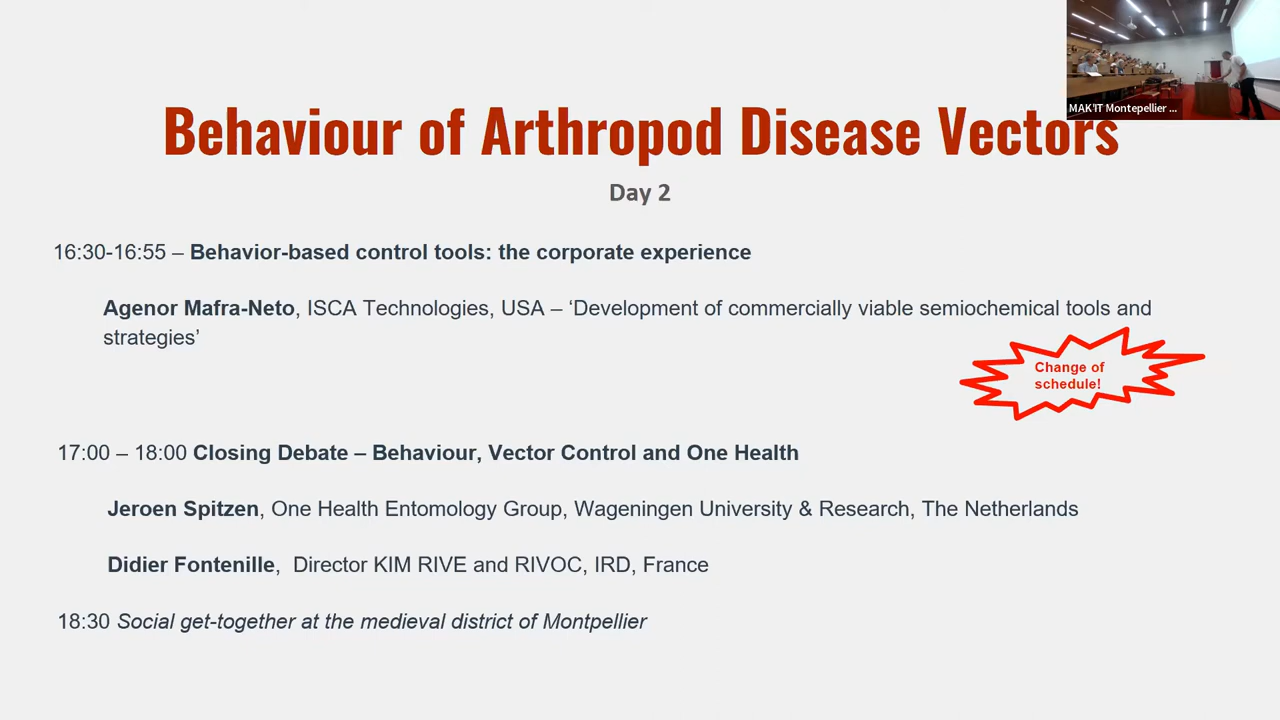 MAK'IT Montepellier ...
Behaviour of Arthropod Disease Vectors
Day 2
16:30-16:55 – Behavior-based control tools: the corporate experience
Agenor Mafra-Neto, ISCA Technologies, USA – ‘Development of commercially viable semiochemical tools and
strategies’
Change of
schedule!
17:00 – 18:00 Closing Debate – Behaviour, Vector Control and One Health
Jeroen Spitzen, One Health Entomology Group, Wageningen University & Research, The Netherlands
Didier Fontenille, Director KIM RIVE and RIVOC, IRD, France
18:30 Social get-together at the medieval district of Montpellier